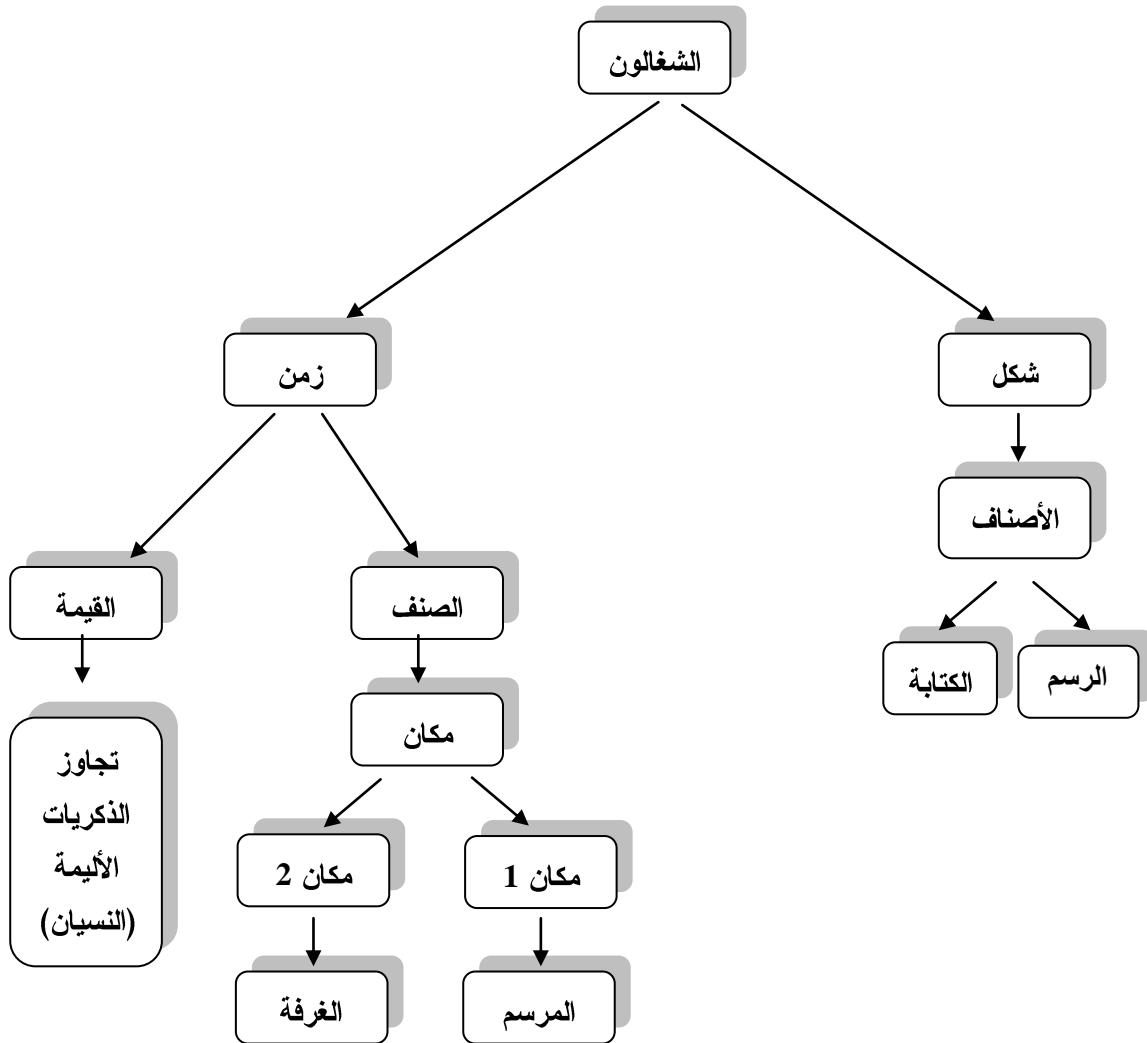 الشغالون
شكل
زمن
الأصناف
الصنف
القيمة
الرسم
الكتابة
مكان
تجاوز
الذكريات
الأليمة
(النسيان)
مكان 1
مكان 2
المرسم
الغرفة